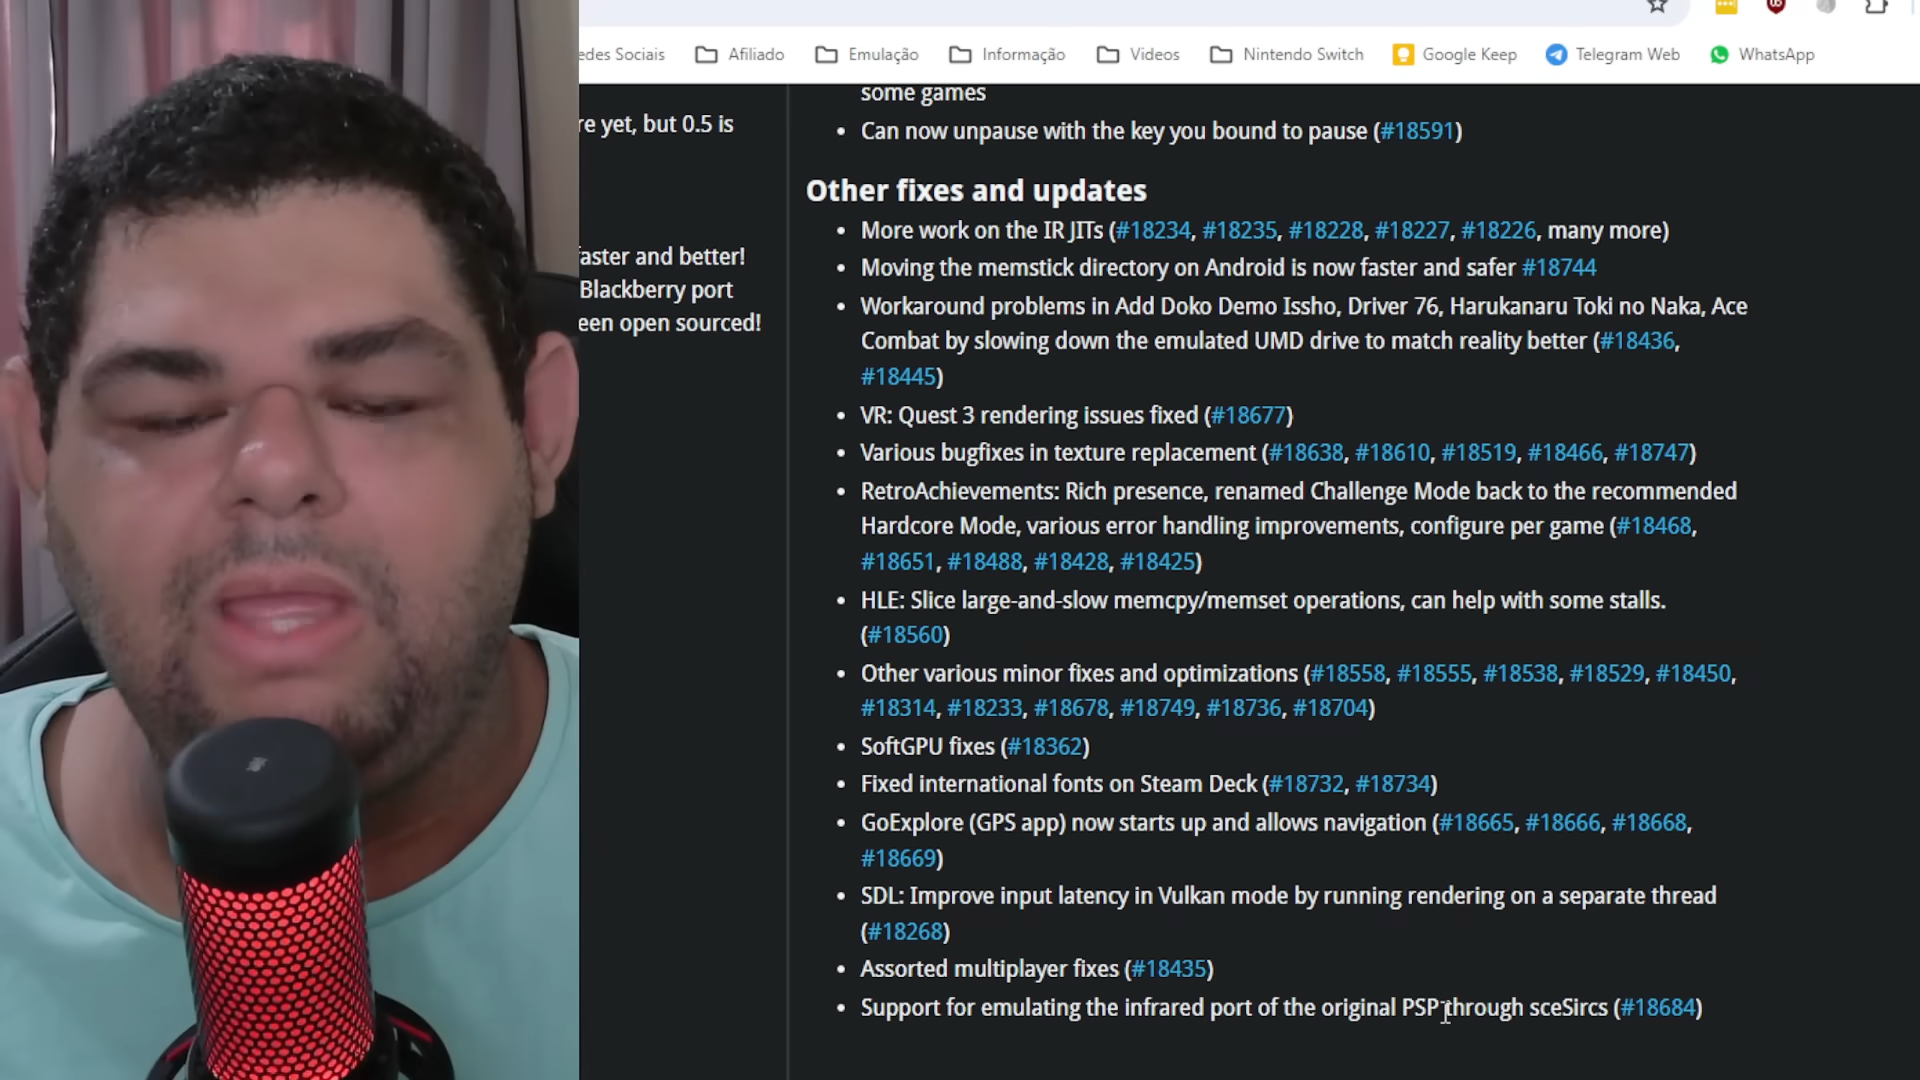 edes Sociais
Afiliado
Emulação
Informação
Videos
Nintendo Switch
Google Keep
Telegram Web
WhatsApp
re yet, but 0.5 is
faster and better!
Blackberry port
een open sourced!
some games
• Can now unpause with the key you bound to pause (#18591)
Other fixes and updates
• More work on the IR JITs (#18234, #18235, #18228, #18227, #18226, many more)
• Moving the memstick directory on Android is now faster and safer #18744
• Workaround problems in Add Doko Demo Issho, Driver 76, Harukanaru Toki no Naka, Ace
Combat by slowing down the emulated UMD drive to match reality better (#18436,
#18445)
• VR: Quest 3 rendering issues fixed (#18677)
• Various bugfixes in texture replacement (#18638, #18610, #18519, #18466, #18747)
• RetroAchievements: Rich presence, renamed Challenge Mode back to the recommended
Hardcore Mode, various error handling improvements, configure per game (#18468,
#18651, #18488, #18428, #18425)
• HLE: Slice large-and-slow memcpy/memset operations, can help with some stalls.
(#18560)
• Other various minor fixes and optimizations (#18558, #18555, #18538, #18529, #18450,
#18314, #18233, #18678, #18749, #18736, #18704)
• SoftGPU fixes (#18362)
• Fixed international fonts on Steam Deck (#18732, #18734)
• GoExplore (GPS app) now starts up and allows navigation (#18665, #18666, #18668,
#18669)
• SDL: Improve input latency in Vulkan mode by running rendering on a separate thread
(#18268)
• Assorted multiplayer fixes (#18435)
• Support for emulating the infrared port of the original PSP through sceSircs (#18684)